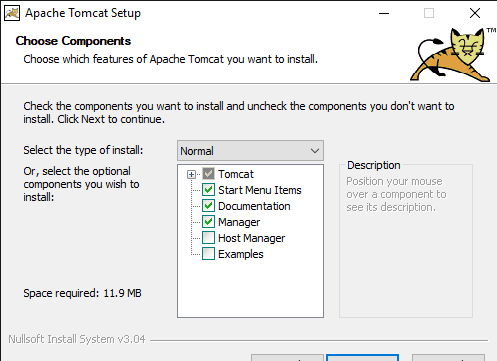 Apache Tomcat Setup
Choose Components
Choose which features of Apache Tomcat you want to install.
TM
Check the components you want to install and uncheck the components you don't want to
install. Click Next to continue.
Select the type of install:
Normal
Or, select the optional
components you wish to
install:
Tomcat
Start Menu Items
Documentation
Manager
Host Manager
Examples
Description
Position your mouse
over a component to
see its description.
Space required: 11.9 MB
Nullsoft Install System v3.04